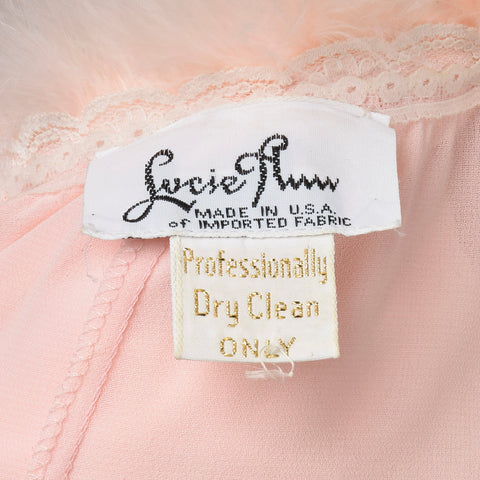 Lucie Ann
MADE IN U.S.A.
of IMPORTED FABRIC
Professionally
Dry Clean
ONLY